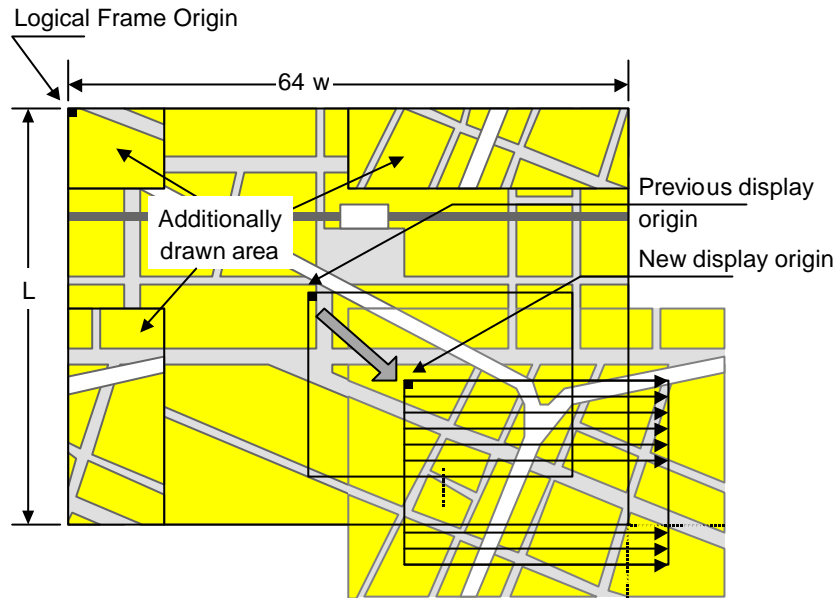 Logical Frame Origin
64 w
Previous display
origin
Additionally
drawn area
New display origin
L